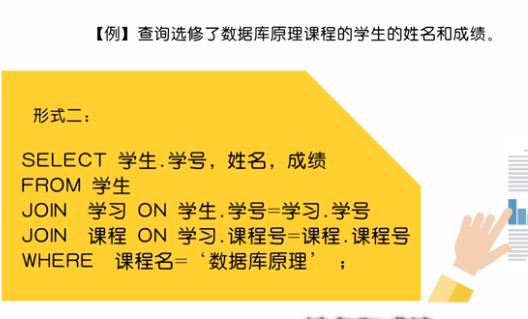 【例】查询选修了数据库原理课程的学生的姓名和成绩。
形式二：
SELECT 学生.学号，姓名，成绩
FROM 学生
JOIN 学习 ON 学生.学号=学习.学号
JOIN 课程 ON 学习.课程号=课程.课程号
WHERE 课程名=‘数据库原理’ ；